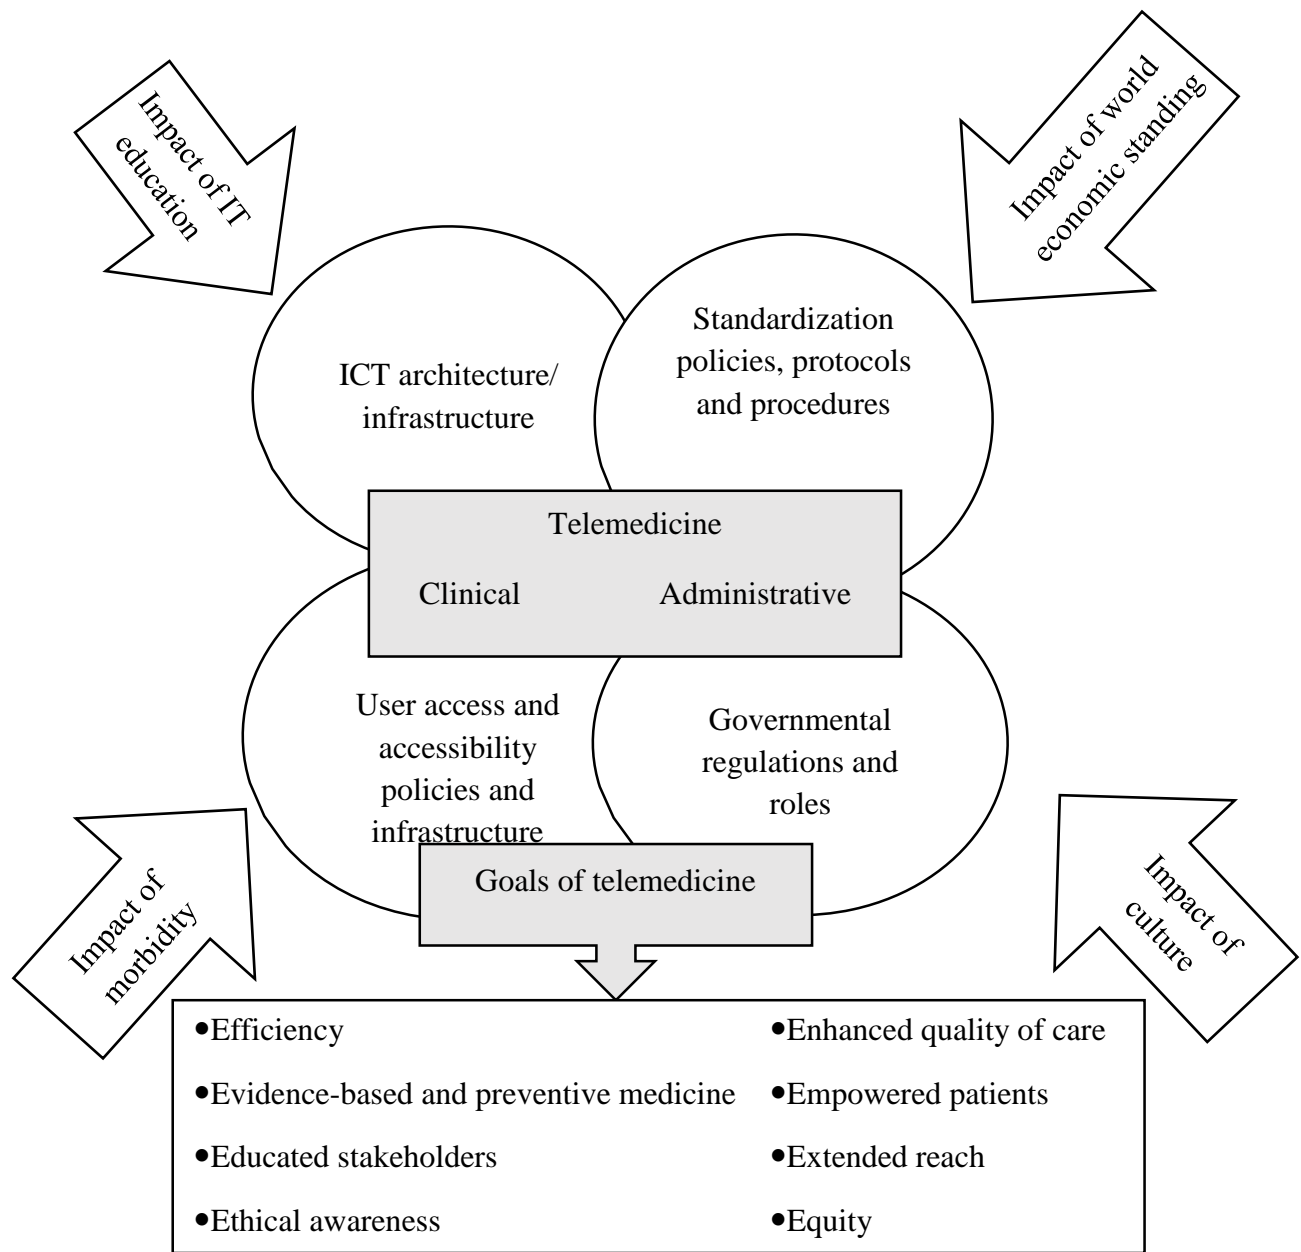 Impact of IT
education
Impact of world
economic standing
ICT architecture/
infrastructure
Standardization
policies, protocols
and procedures
Telemedicine
Clinical Administrative
User access and
accessibility
policies and
infrastructure
Governmental
regulations and
roles
Impact of
morbidity
Goals of telemedicine
Impact of
culture
•Efficiency
•Evidence-based and preventive medicine
•Educated stakeholders
•Ethical awareness
•Enhanced quality of care
•Empowered patients
•Extended reach
•Equity